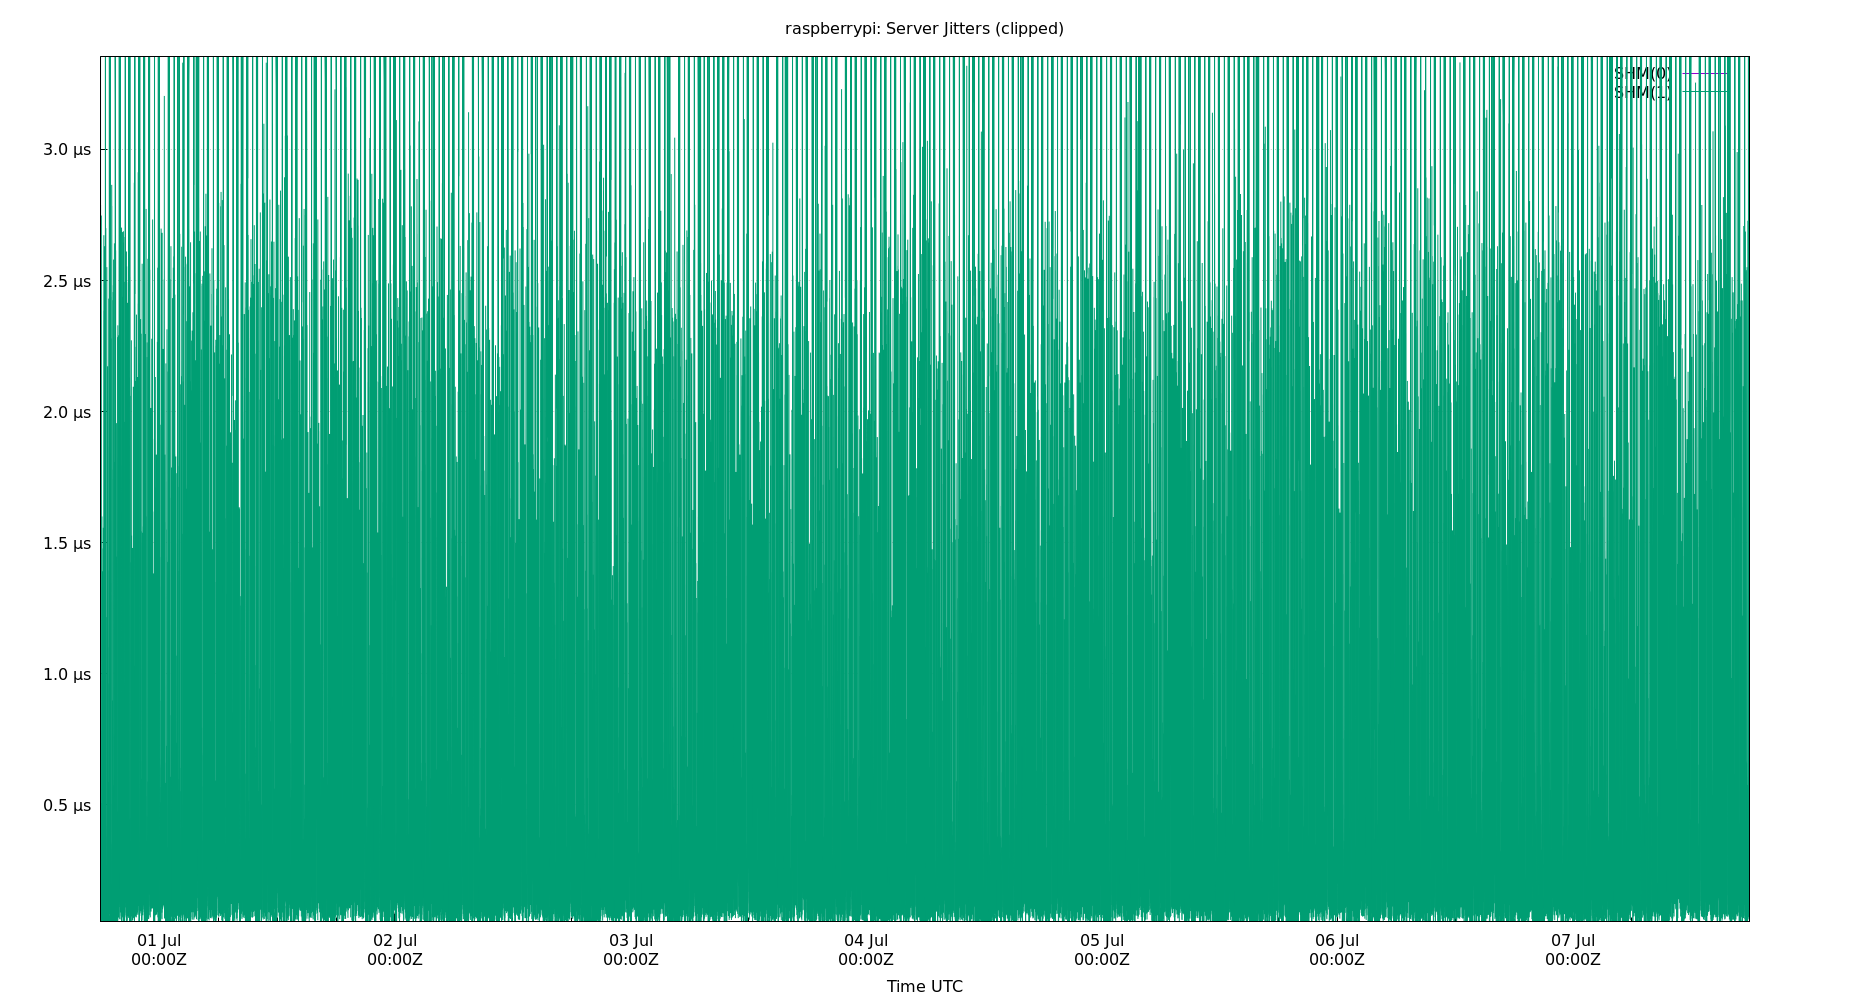 raspberrypi: Server Jitters (clipped)
SHM(0)
SHM(1)
3.0 µs
2.5 µs
2.0 µs
1.5 µs
1.0 µs
0.5 µs
01 Jul 02 Jul 03 Jul 04 Jul 05 Jul 06 Jul 07 Jul
00:00Z 00:00Z 00:00Z 00:00Z 00:00Z 00:00Z 00:00Z
Time UTC